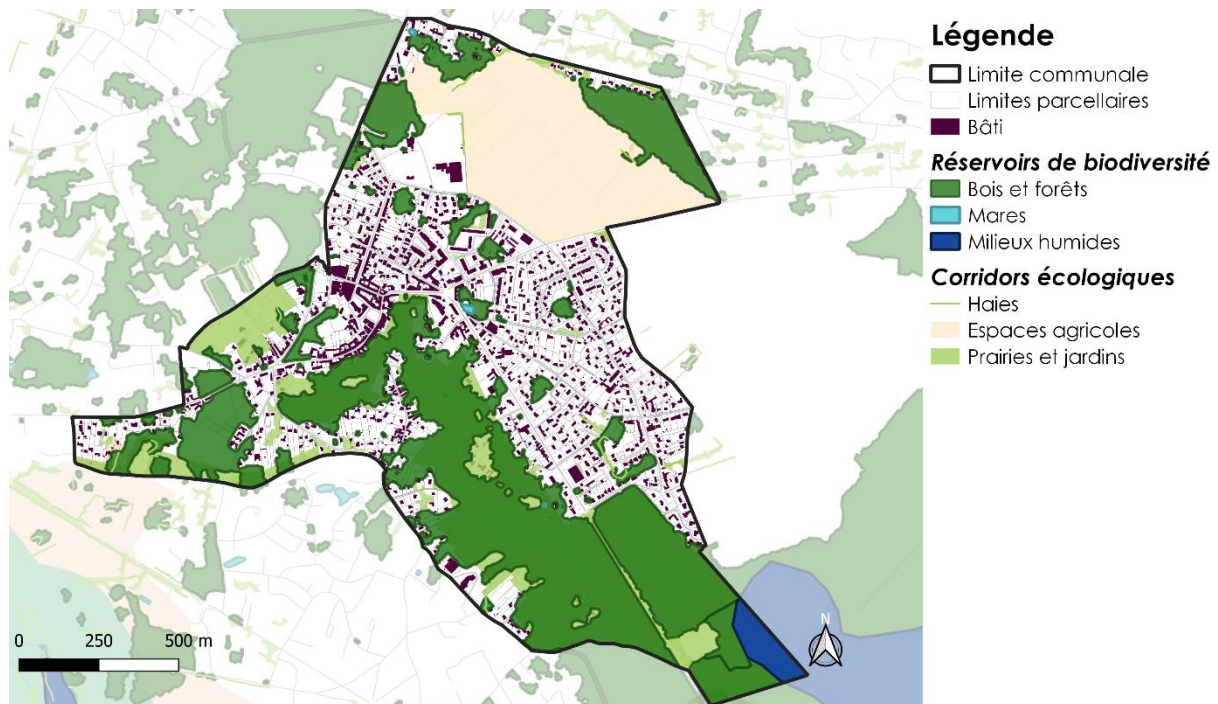 Légende
Limite communale
Limites parcellaires
Bâti
Réservoirs de biodiversité
Bois et forêts
Mares
Milieux humides
Corridors écologiques
Haies
Espaces agricoles
Prairies et jardins
N
0 250 500 m